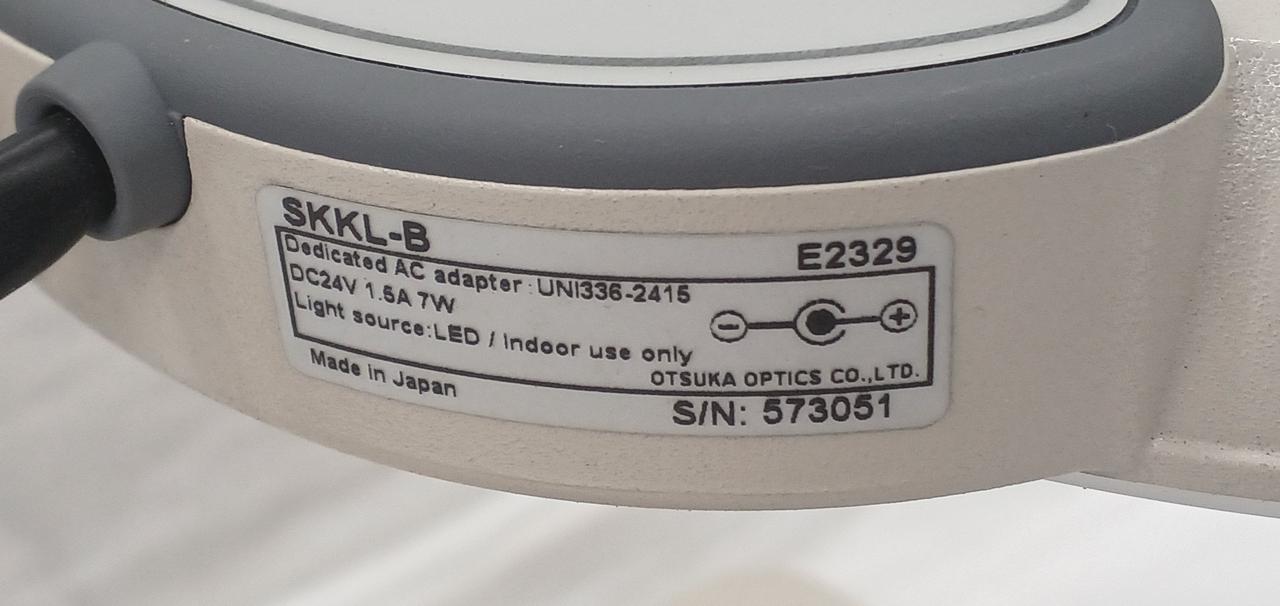 SKKL-B
E2329
Dedicated AC adapter : UNI336-2415
DC24V 1.5A 7W
Light source:LED / Indoor use only
OTSUKA OPTICS CO.,LTD.
Made in Japan
S/N: 573051